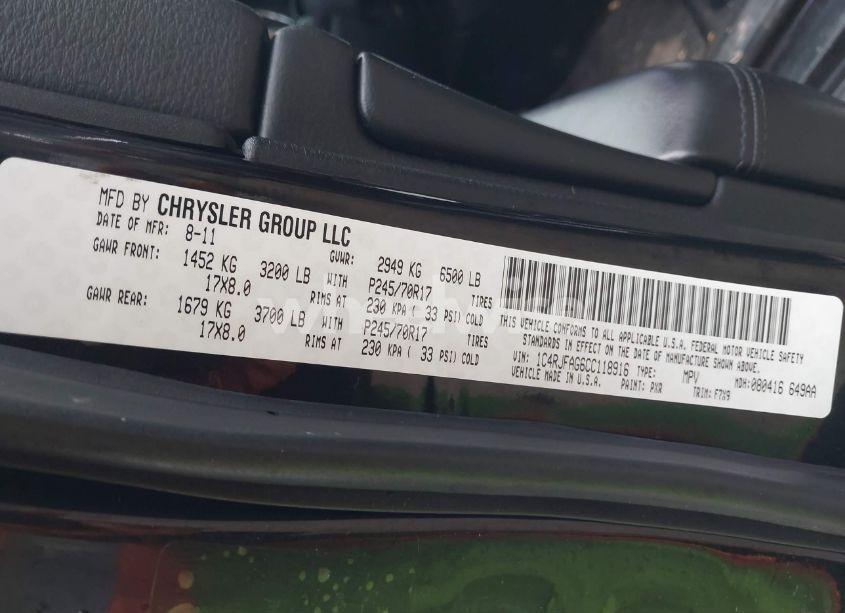 MFD BY CHRYSLER GROUP LLC
DATE OF MFR: 8-11 GVWR: 2949 KG 6500 LB
GAWR FRONT: 1452 KG 3200 LB WITH P245/70R17 TIRES
17X8.0 RIMS AT 230 KPA ( 33 PSI) COLD
GAWR REAR: 1679 KG 3700 LB WITH P245/70R17 TIRES
17X8.0 RIMS AT 230 KPA ( 33 PSI) COLD
THIS VEHICLE CONFORMS TO ALL APPLICABLE U.S.A. FEDERAL MOTOR VEHICLE SAFETY
STANDARDS IN EFFECT ON THE DATE OF MANUFACTURE SHOWN ABOVE.
VIN: 1C4RJFAG6CC118916 TYPE: MPV MDH:080416 649AA
VEHICLE MADE IN U.S.A. PAINT: PXR TRIM: F7X9